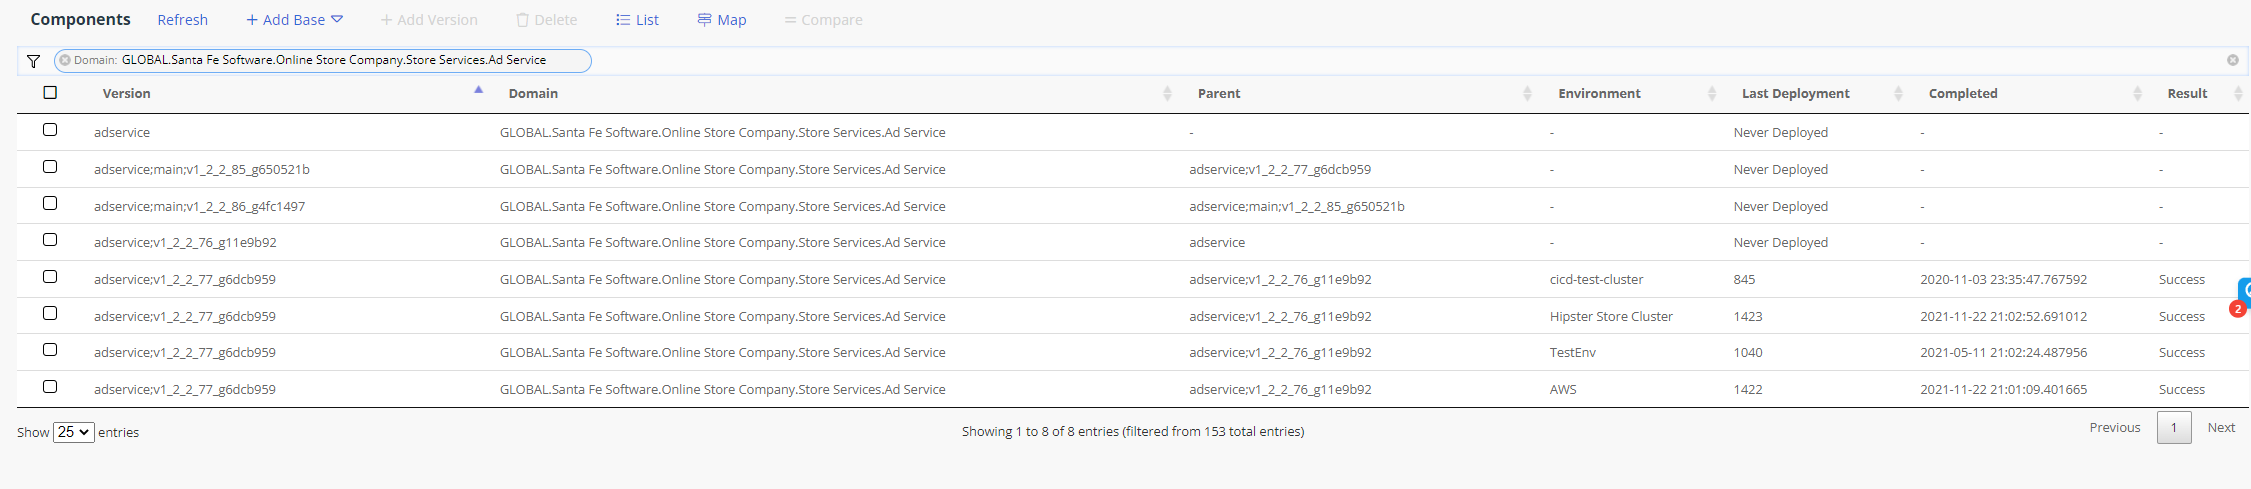 Components Refresh + Add Base + Add Version Delete List Map = Compare
Domain: GLOBAL.Santa Fe Software.Online Store Company.Store Services.Ad Service
Version Domain Parent Environment Last Deployment Completed Result
adservice GLOBAL.Santa Fe Software.Online Store Company.Store Services.Ad Service - - Never Deployed - -
adservice;main;v1_2_2_85_g650521b GLOBAL.Santa Fe Software.Online Store Company.Store Services.Ad Service adservice;v1_2_2_77_g6dcb959 - Never Deployed - -
adservice;main;v1_2_2_86_g4fc1497 GLOBAL.Santa Fe Software.Online Store Company.Store Services.Ad Service adservice;main;v1_2_2_85_g650521b - Never Deployed - -
adservice;v1_2_2_76_g11e9b92 GLOBAL.Santa Fe Software.Online Store Company.Store Services.Ad Service adservice - Never Deployed - -
adservice;v1_2_2_77_g6dcb959 GLOBAL.Santa Fe Software.Online Store Company.Store Services.Ad Service adservice;v1_2_2_76_g11e9b92 cicd-test-cluster 845 2020-11-03 23:35:47.767592 Success
adservice;v1_2_2_77_g6dcb959 GLOBAL.Santa Fe Software.Online Store Company.Store Services.Ad Service adservice;v1_2_2_76_g11e9b92 Hipster Store Cluster 1423 2021-11-22 21:02:52.691012 Success
2
adservice;v1_2_2_77_g6dcb959 GLOBAL.Santa Fe Software.Online Store Company.Store Services.Ad Service adservice;v1_2_2_76_g11e9b92 TestEnv 1040 2021-05-11 21:02:24.487956 Success
adservice;v1_2_2_77_g6dcb959 GLOBAL.Santa Fe Software.Online Store Company.Store Services.Ad Service adservice;v1_2_2_76_g11e9b92 AWS 1422 2021-11-22 21:01:09.401665 Success
Show 25 entries Showing 1 to 8 of 8 entries (filtered from 153 total entries) Previous 1 Next